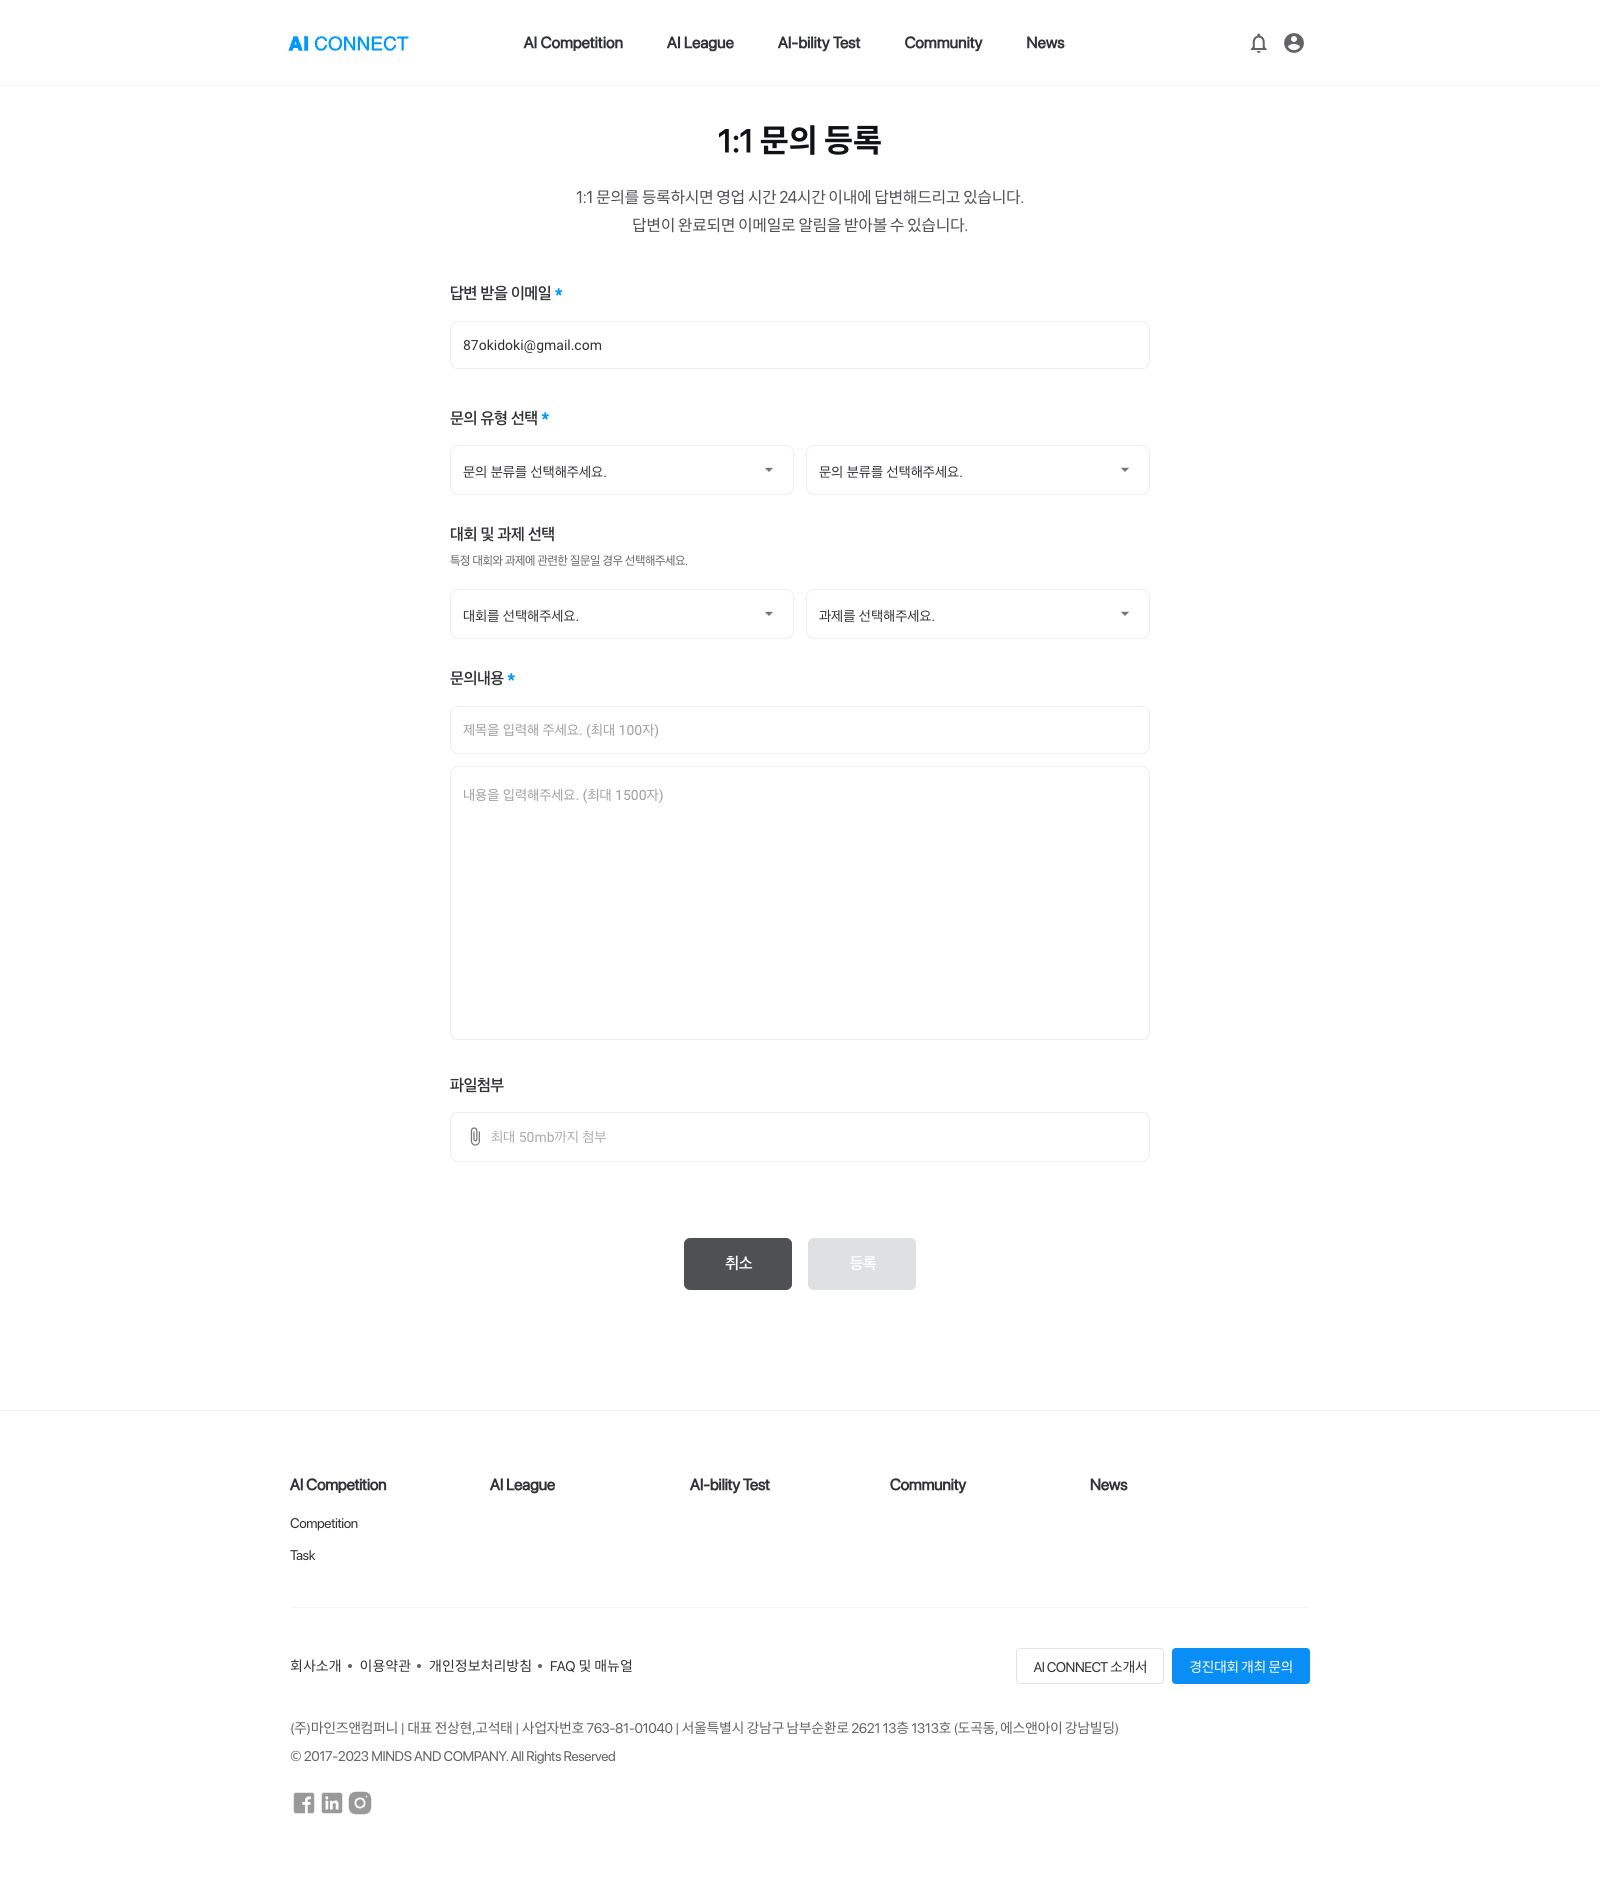 AI CONNECT
AI Competition AI League AI-bility Test Community News
1:1 문의 등록
1:1 문의를 등록하시면 영업 시간 24시간 이내에 답변해드리고 있습니다.
답변이 완료되면 이메일로 알림을 받아볼 수 있습니다.
답변 받을 이메일 *
87okidoki@gmail.com
문의 유형 선택 *
문의 분류를 선택해주세요. 문의 분류를 선택해주세요.
대회 및 과제 선택
특정 대회와 과제에 관련한 질문일 경우 선택해주세요.
대회를 선택해주세요. 과제를 선택해주세요.
문의내용 *
제목을 입력해 주세요. (최대 100자)
내용을 입력해주세요. (최대 1500자)
파일첨부
최대 50mb까지 첨부
취소 등록
AI Competition AI League AI-bility Test Community News
Competition
Task
회사소개 • 이용약관 • 개인정보처리방침 • FAQ 및 매뉴얼 AI CONNECT 소개서 경진대회 개최 문의
(주)마인즈앤컴퍼니 | 대표 전상현,고석태 | 사업자번호 763-81-01040 | 서울특별시 강남구 남부순환로 2621 13층 1313호 (도곡동, 에스앤아이 강남빌딩)
© 2017-2023 MINDS AND COMPANY. All Rights Reserved